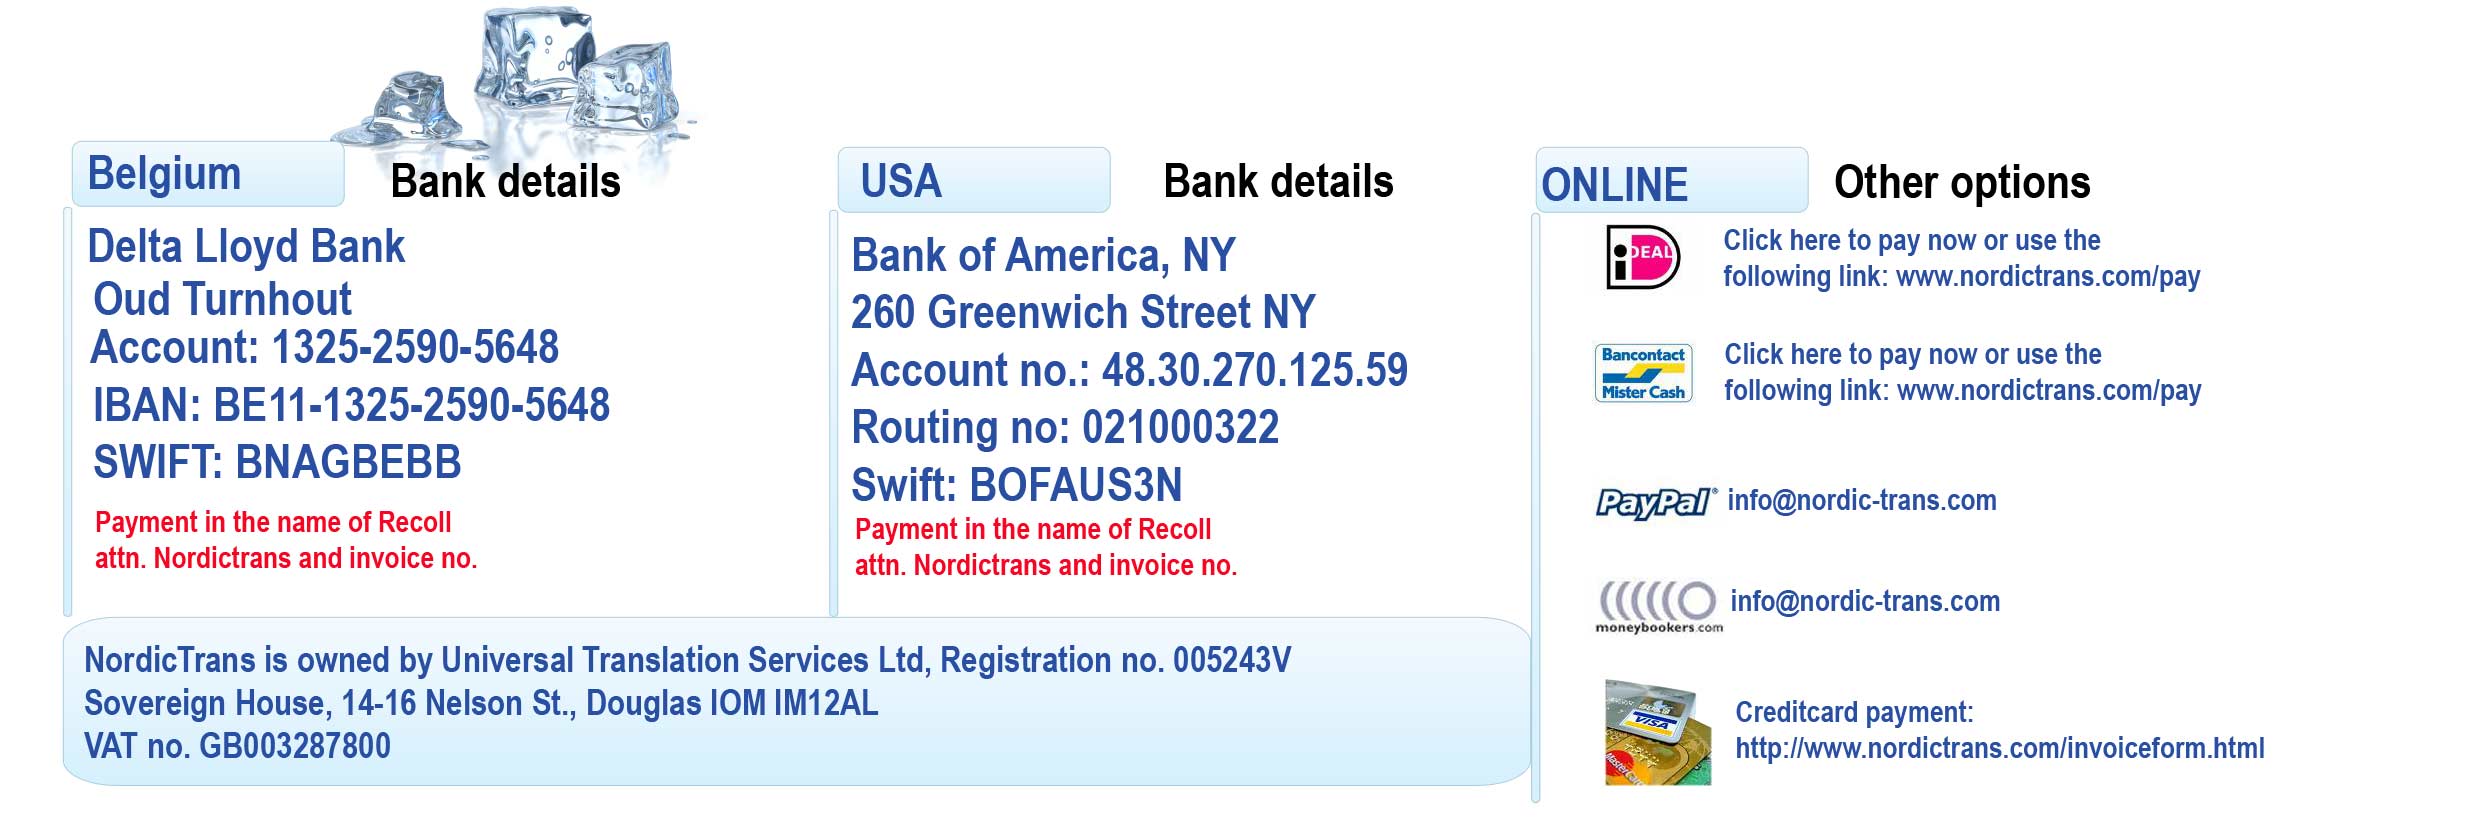 Belgium
Bank details
Delta Lloyd Bank
Oud Turnhout
Account: 1325-2590-5648
IBAN: BE11-1325-2590-5648
SWIFT: BNAGBEBB
Payment in the name of Recoll
attn. Nordictrans and invoice no.
USA
Bank details
Bank of America, NY
260 Greenwich Street NY
Account no.: 48.30.270.125.59
Routing no: 021000322
Swift: BOFAUS3N
Payment in the name of Recoll
attn. Nordictrans and invoice no.
ONLINE
Other options
iDEAL
Click here to pay now or use the
following link: www.nordictrans.com/pay
Bancontact
Mister Cash
Click here to pay now or use the
following link: www.nordictrans.com/pay
PayPal®
info@nordic-trans.com
moneybookers.com
info@nordic-trans.com
VISA
MasterCard
Creditcard payment:
http://www.nordictrans.com/invoiceform.html
NordicTrans is owned by Universal Translation Services Ltd, Registration no. 005243V
Sovereign House, 14-16 Nelson St., Douglas IOM IM12AL
VAT no. GB003287800